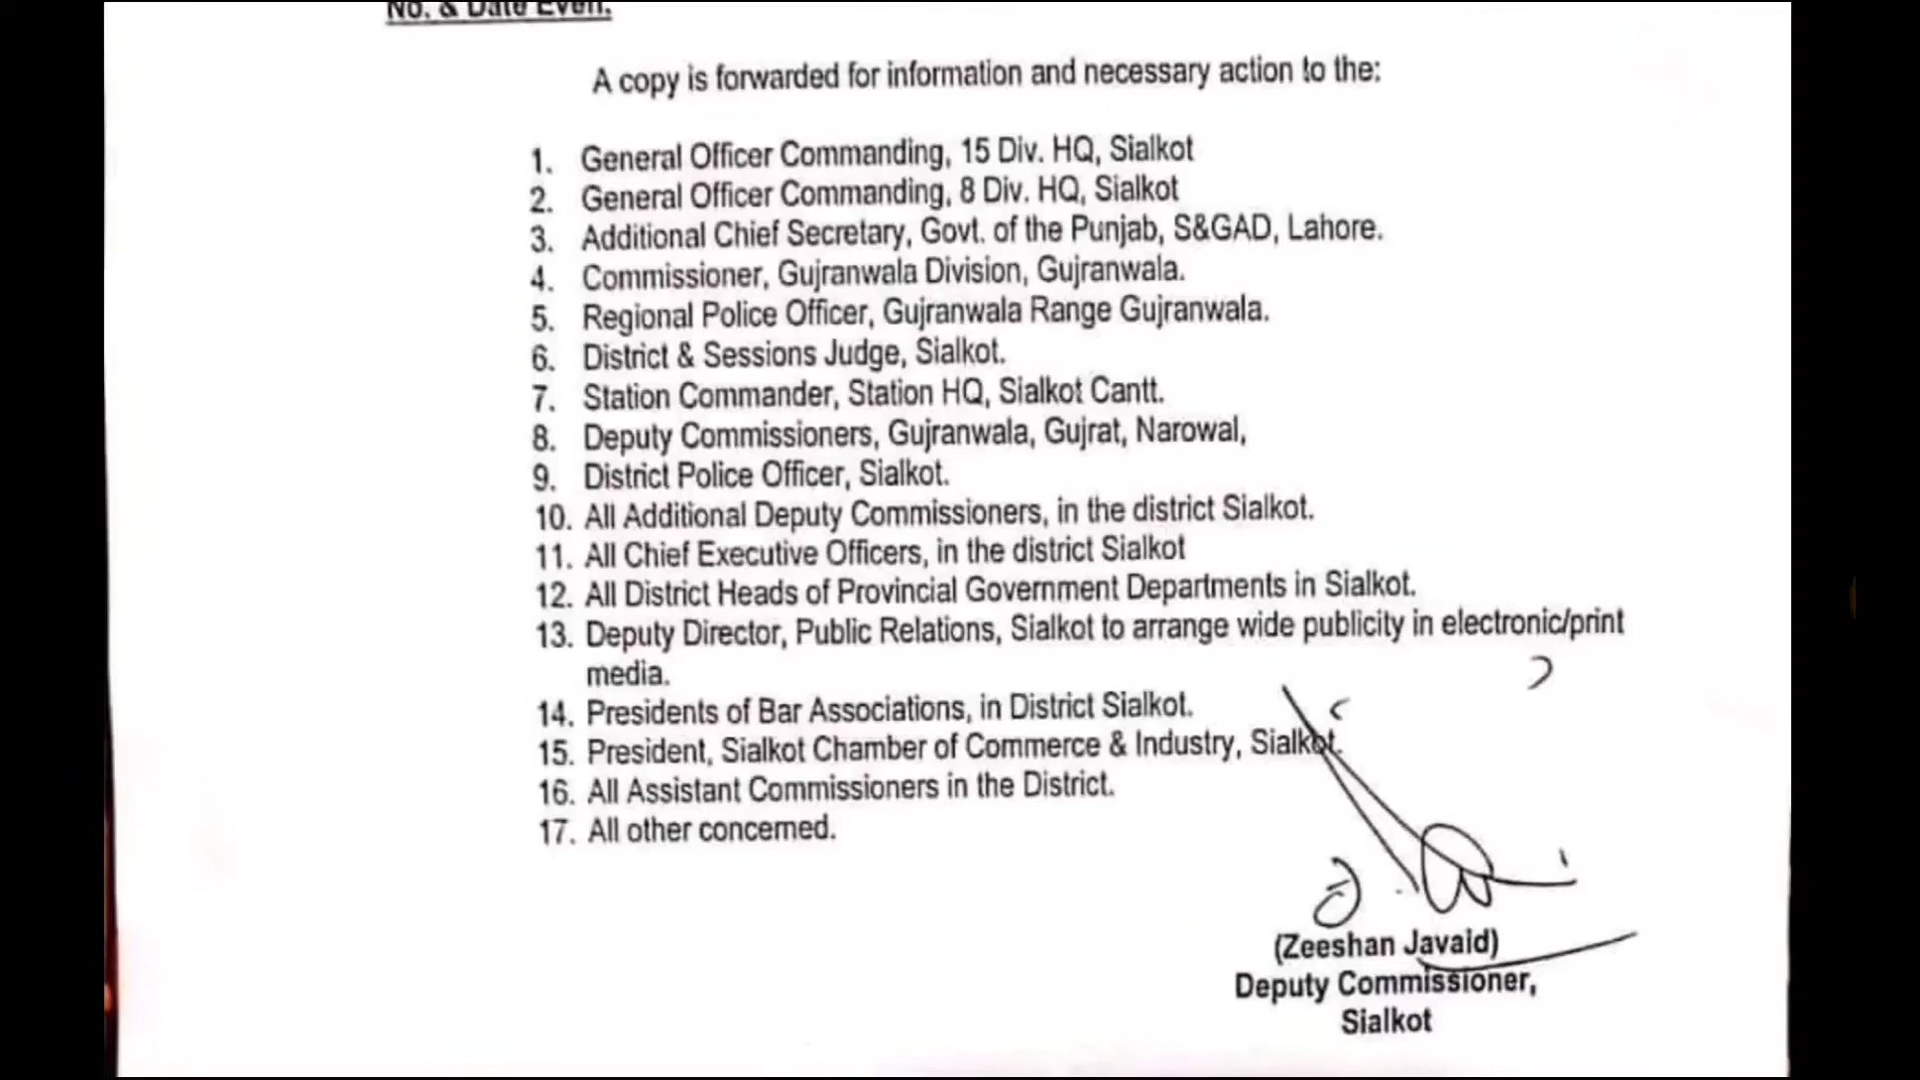 No. & Date Even.
A copy is forwarded for information and necessary action to the:
1. General Officer Commanding, 15 Div. HQ, Sialkot
2. General Officer Commanding, 8 Div. HQ, Sialkot
3. Additional Chief Secretary, Govt. of the Punjab, S&GAD, Lahore.
4. Commissioner, Gujranwala Division, Gujranwala.
5. Regional Police Officer, Gujranwala Range Gujranwala.
6. District & Sessions Judge, Sialkot.
7. Station Commander, Station HQ, Sialkot Cantt.
8. Deputy Commissioners, Gujranwala, Gujrat, Narowal,
9. District Police Officer, Sialkot.
10. All Additional Deputy Commissioners, in the district Sialkot.
11. All Chief Executive Officers, in the district Sialkot
12. All District Heads of Provincial Government Departments in Sialkot.
13. Deputy Director, Public Relations, Sialkot to arrange wide publicity in electronic/print
media.
14. Presidents of Bar Associations, in District Sialkot.
15. President, Sialkot Chamber of Commerce & Industry, Sialkot.
16. All Assistant Commissioners in the District.
17. All other concerned.
(Zeeshan Javaid)
Deputy Commissioner,
Sialkot